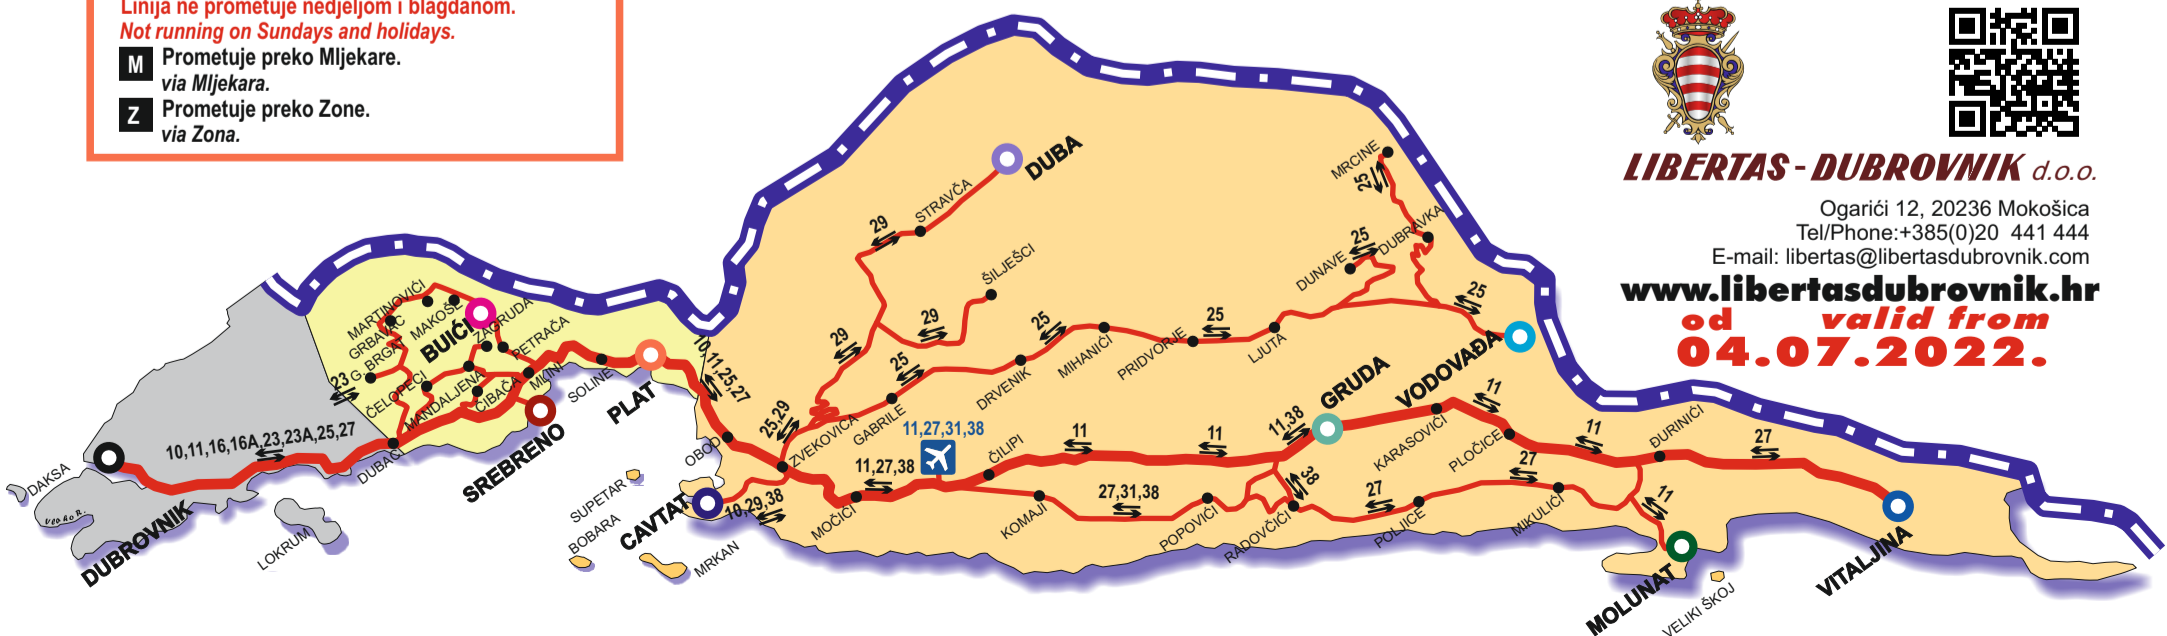 Linija ne prometuje nedjeljom i blagdanom.
Not running on Sundays and holidays.
M Prometuje preko Mljekare.
via Mljekara.
Z Prometuje preko Zone.
via Zona.
LIBERTAS - DUBROVNIK d.o.o.
Ogarići 12, 20236 Mokošica
Tel/Phone:+385(0)20 441 444
E-mail: libertas@libertasdubrovnik.com
www.libertasdubrovnik.hr
od valid from
04.07.2022.
DUBA
STRAVČA
29
ŠILJEŠCI
29
29
MRCINE
25
DUBRAVKA
25
DUNAVE
25
VODOVAĐA
LJUTA
25
PRIDVORJE
MIHANIĆI
25
DRVENIK
25
GABRILE
25,29
ZVEKOVICA
MARTINOVIĆI
GRBAVAC
MAKOŠE
BUIĆI
ZAGRUDA
PETRAČA
G. BRGAT
23
ČELOPECI
MANDALJENA
ČIBAČA
MLINI
SOLINE
PLAT
10,11,25,27
SREBRENO
DUBAC
10,11,16,16A,23,23A,25,27
DAKSA
DUBROVNIK
LOKRUM
OBOD
SUPETAR
BOBARA
CAVTAT
MRKAN
10,29,38
MOČIĆI
11,27,38
11,27,31,38
ČILIPI
11
11
11,38
GRUDA
KARASOVIĆI
11
PLOČICE
11
ĐURINIĆI
27
VITALJINA
KOMAJI
27,31,38
POPOVIĆI
RADOVČIĆI
38
27
POLJICE
27
MIKULIĆI
11
MOLUNAT
VELIKI ŠKOJ